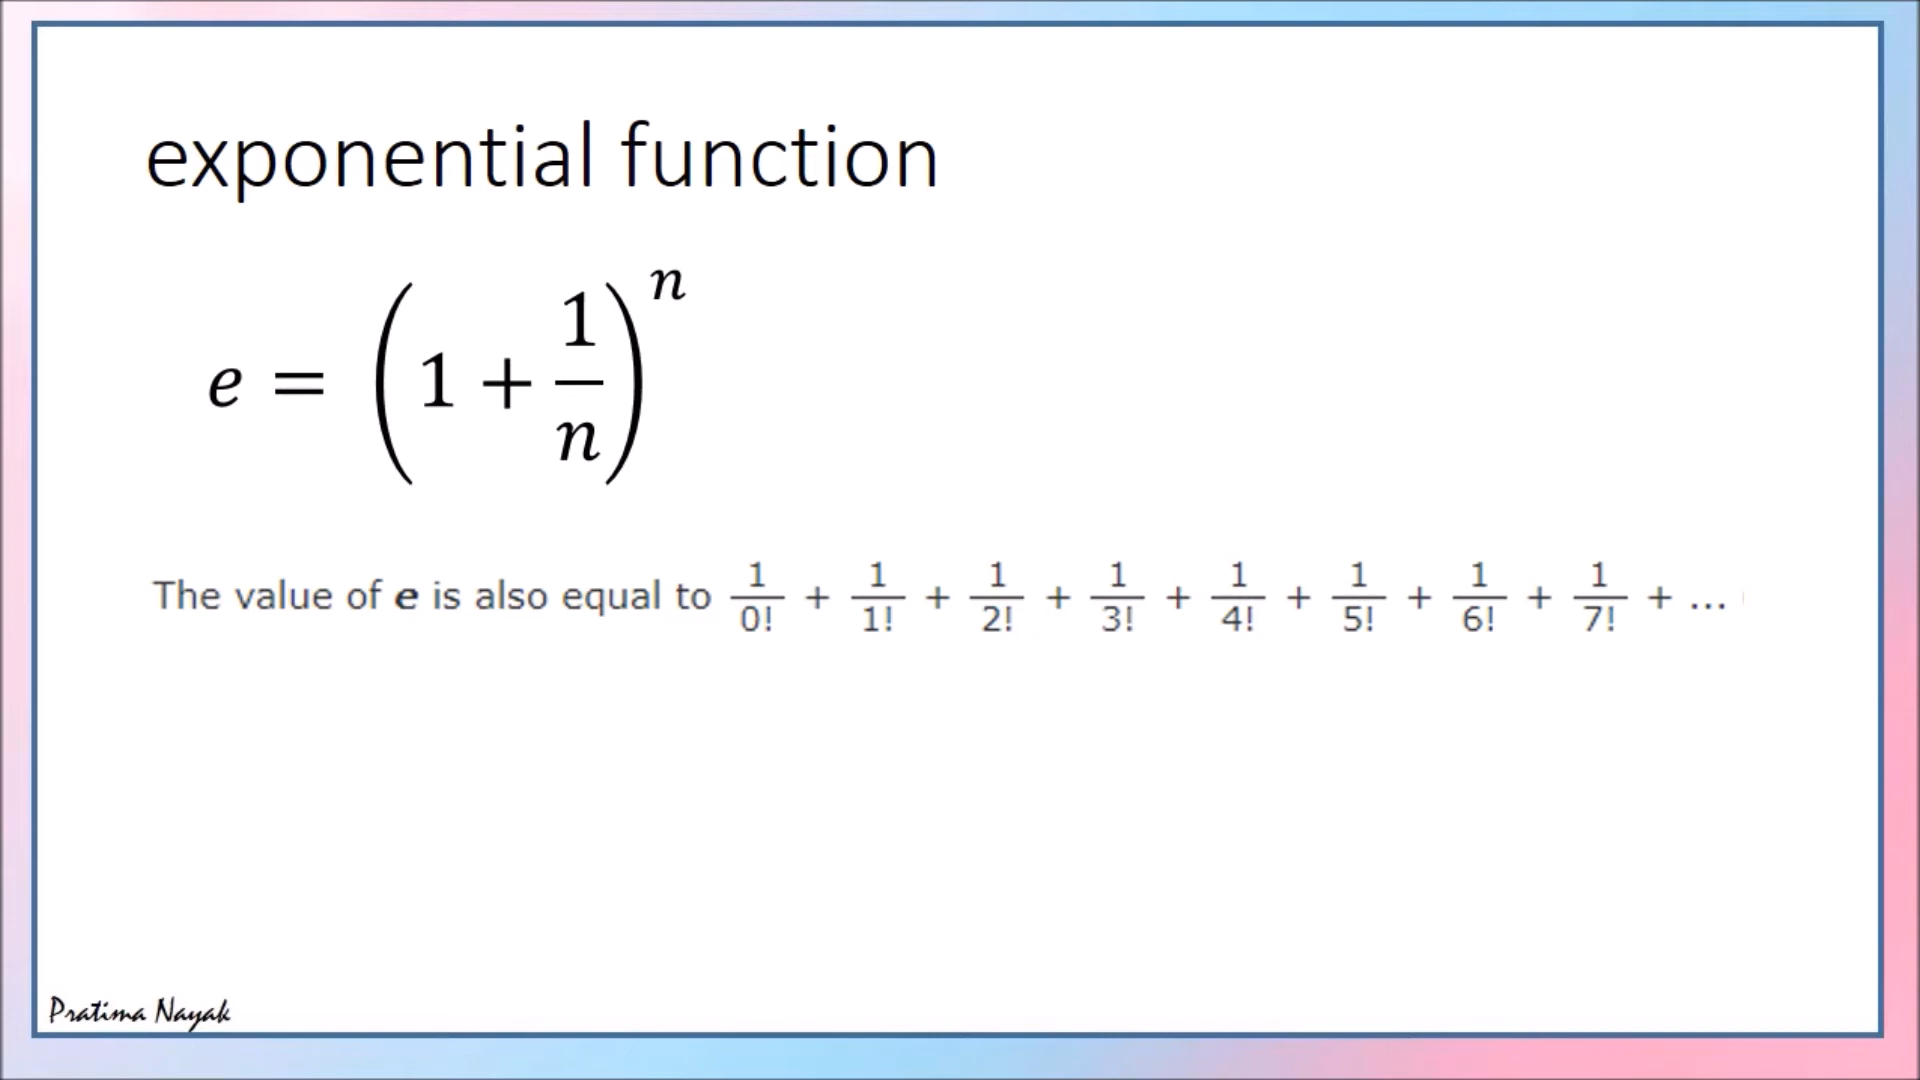 exponential function
e = (1 + 1/n)^n
The value of e is also equal to 1/0! + 1/1! + 1/2! + 1/3! + 1/4! + 1/5! + 1/6! + 1/7! + ...
Pratima Nayak